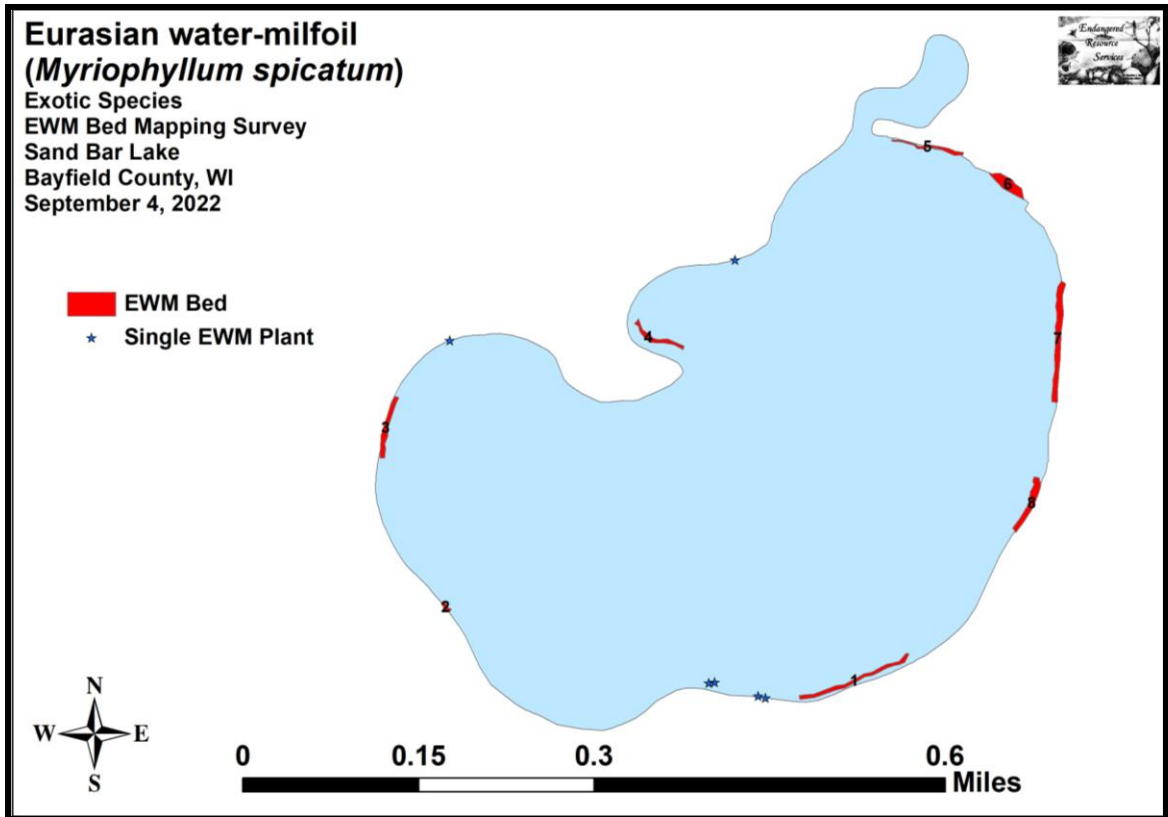 Eurasian water-milfoil
(Myriophyllum spicatum)
Exotic Species
EWM Bed Mapping Survey
Sand Bar Lake
Bayfield County, WI
September 4, 2022
Endangered
Resource
Services
EWM Bed
Single EWM Plant
5
6
4
7
3
8
2
1
N
W E
S
0 0.15 0.3 0.6
Miles